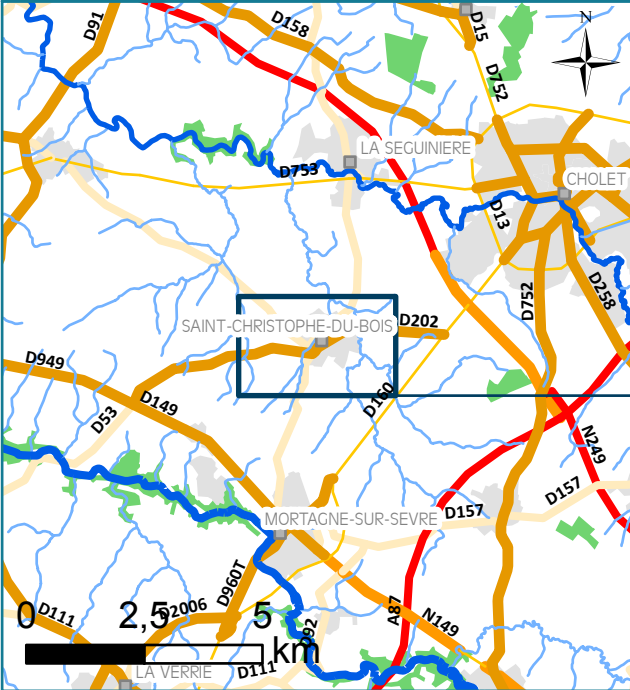 N
D91
D158
D15
D752
LA SEGUINIERE
D753
CHOLET
D13
D258
D752
SAINT-CHRISTOPHE-DU-BOIS
D202
D949
D160
D149
D53
N249
D157
D157
MORTAGNE-SUR-SEVRE
D960T
A87
N149
0 2,5 5
km
D111
D2006
D92
D111
LA VERRIE